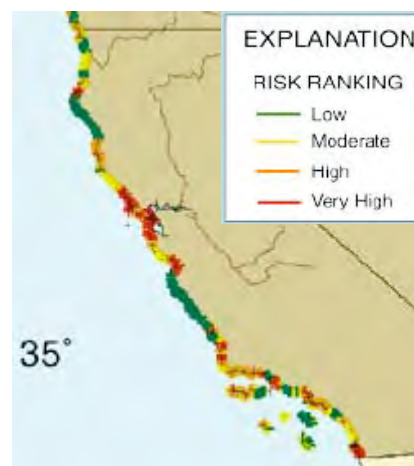 EXPLANATION
RISK RANKING
Low
Moderate
High
Very High
35°